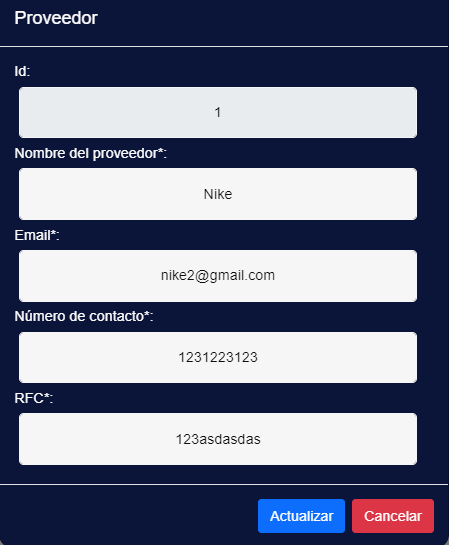 Proveedor
Id:
1
Nombre del proveedor*:
Nike
Email*:
nike2@gmail.com
Número de contacto*:
1231223123
RFC*:
123asdasdas
Actualizar Cancelar